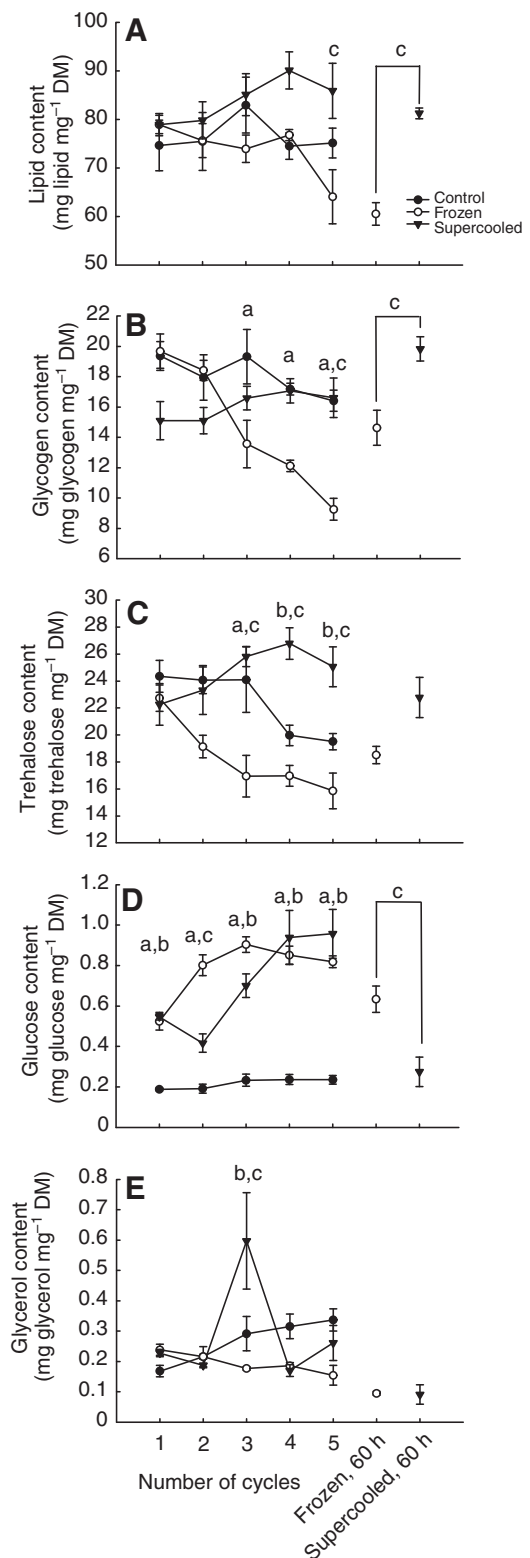 A
c
c
100
90
80
70
60
50
Lipid content
(mg lipid mg⁻¹ DM)
Control
Frozen
Supercooled
B
a
a
a,c
c
22
20
18
16
14
12
10
8
6
Glycogen content
(mg glycogen mg⁻¹ DM)
C
a,c
b,c
b,c
30
28
26
24
22
20
18
16
14
12
Trehalose content
(mg trehalose mg⁻¹ DM)
D
a,b
a,c
a,b
a,b
a,b
c
1.2
1.0
0.8
0.6
0.4
0.2
0
Glucose content
(mg glucose mg⁻¹ DM)
E
b,c
0.8
0.7
0.6
0.5
0.4
0.3
0.2
0.1
0
Glycerol content
(mg glycerol mg⁻¹ DM)
1 2 3 4 5
Number of cycles
Frozen, 60 h
Supercooled, 60 h